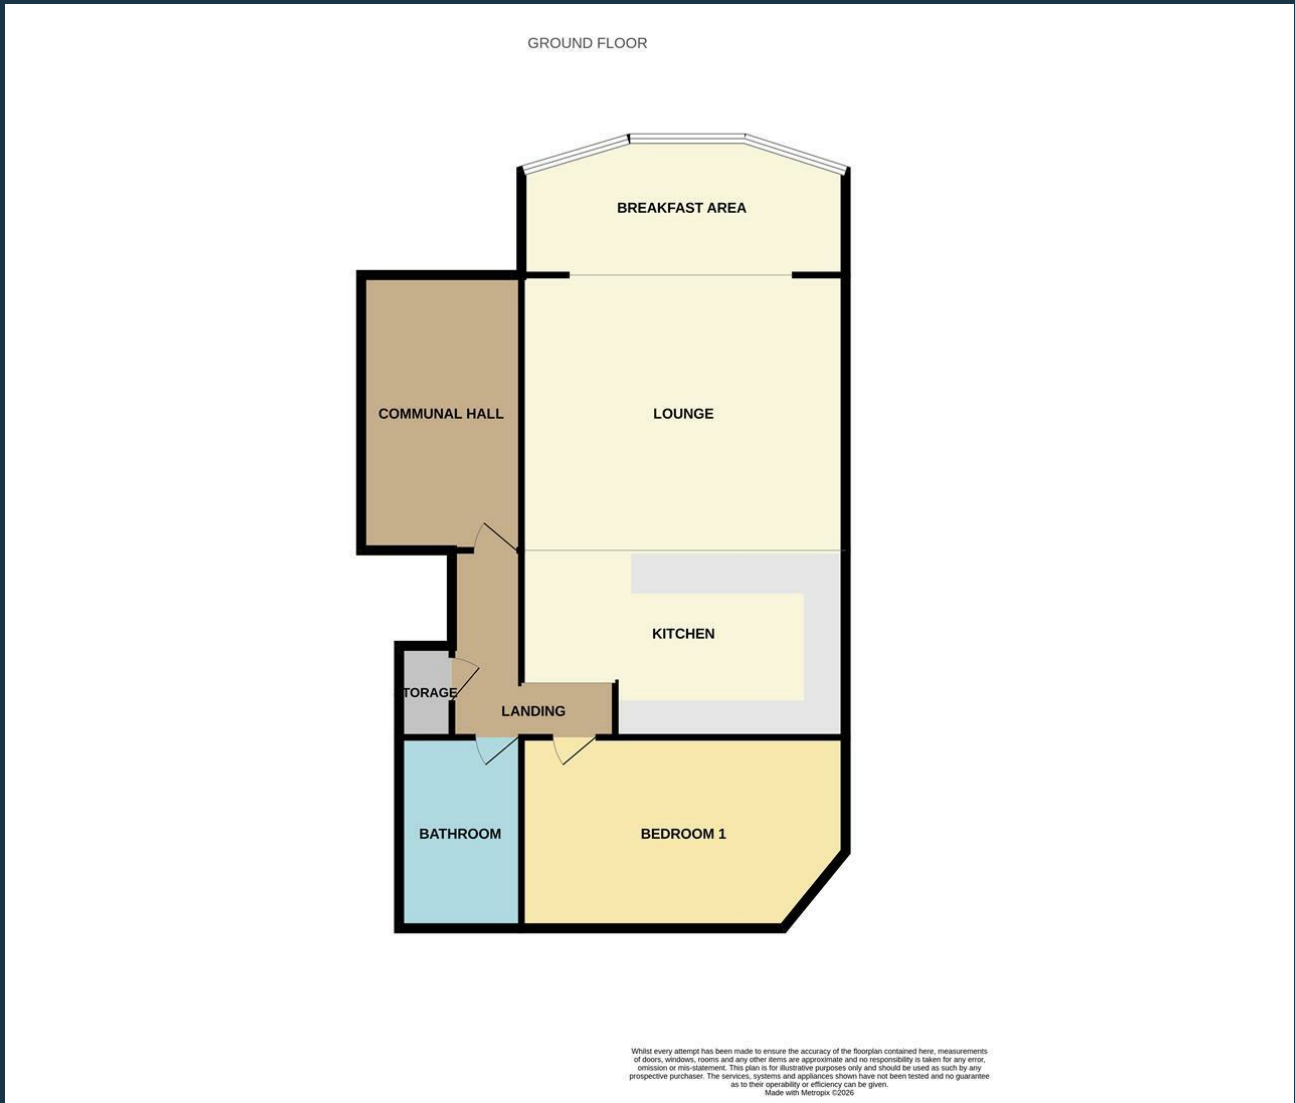 GROUND FLOOR
BREAKFAST AREA
COMMUNAL HALL
LOUNGE
KITCHEN
TORAGE
LANDING
BATHROOM
BEDROOM 1
Whilst every attempt has been made to ensure the accuracy of the floorplan contained here, measurements
of doors, windows, rooms and any other items are approximate and no responsibility is taken for any error,
omission or mis-statement. This plan is for illustrative purposes only and should be used as such by any
prospective purchaser. The services, systems and appliances shown have not been tested and no guarantee
as to their operability or efficiency can be given.
Made with Metropix ©2026